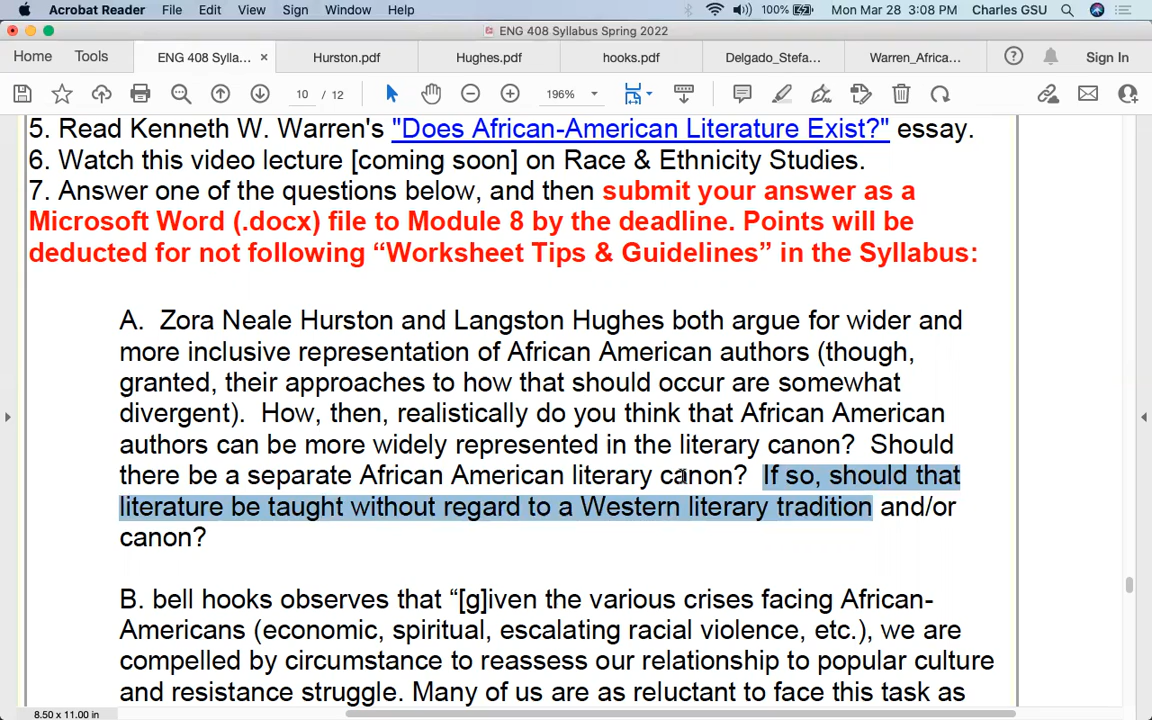 Acrobat Reader File Edit View Sign Window Help 100% Mon Mar 28 3:08 PM Charles GSU
ENG 408 Syllabus Spring 2022
Home Tools ENG 408 Sylla... × Hurston.pdf Hughes.pdf hooks.pdf Delgado_Stefa... Warren_Africa... Sign In
10 / 12 196%
5. Read Kenneth W. Warren's "Does African-American Literature Exist?" essay.
6. Watch this video lecture [coming soon] on Race & Ethnicity Studies.
7. Answer one of the questions below, and then submit your answer as a
Microsoft Word (.docx) file to Module 8 by the deadline. Points will be
deducted for not following “Worksheet Tips & Guidelines” in the Syllabus:
A. Zora Neale Hurston and Langston Hughes both argue for wider and
more inclusive representation of African American authors (though,
granted, their approaches to how that should occur are somewhat
divergent). How, then, realistically do you think that African American
authors can be more widely represented in the literary canon? Should
there be a separate African American literary canon? If so, should that
literature be taught without regard to a Western literary tradition and/or
canon?
B. bell hooks observes that “[g]iven the various crises facing African-
Americans (economic, spiritual, escalating racial violence, etc.), we are
compelled by circumstance to reassess our relationship to popular culture
and resistance struggle. Many of us are as reluctant to face this task as
8.50 x 11.00 in